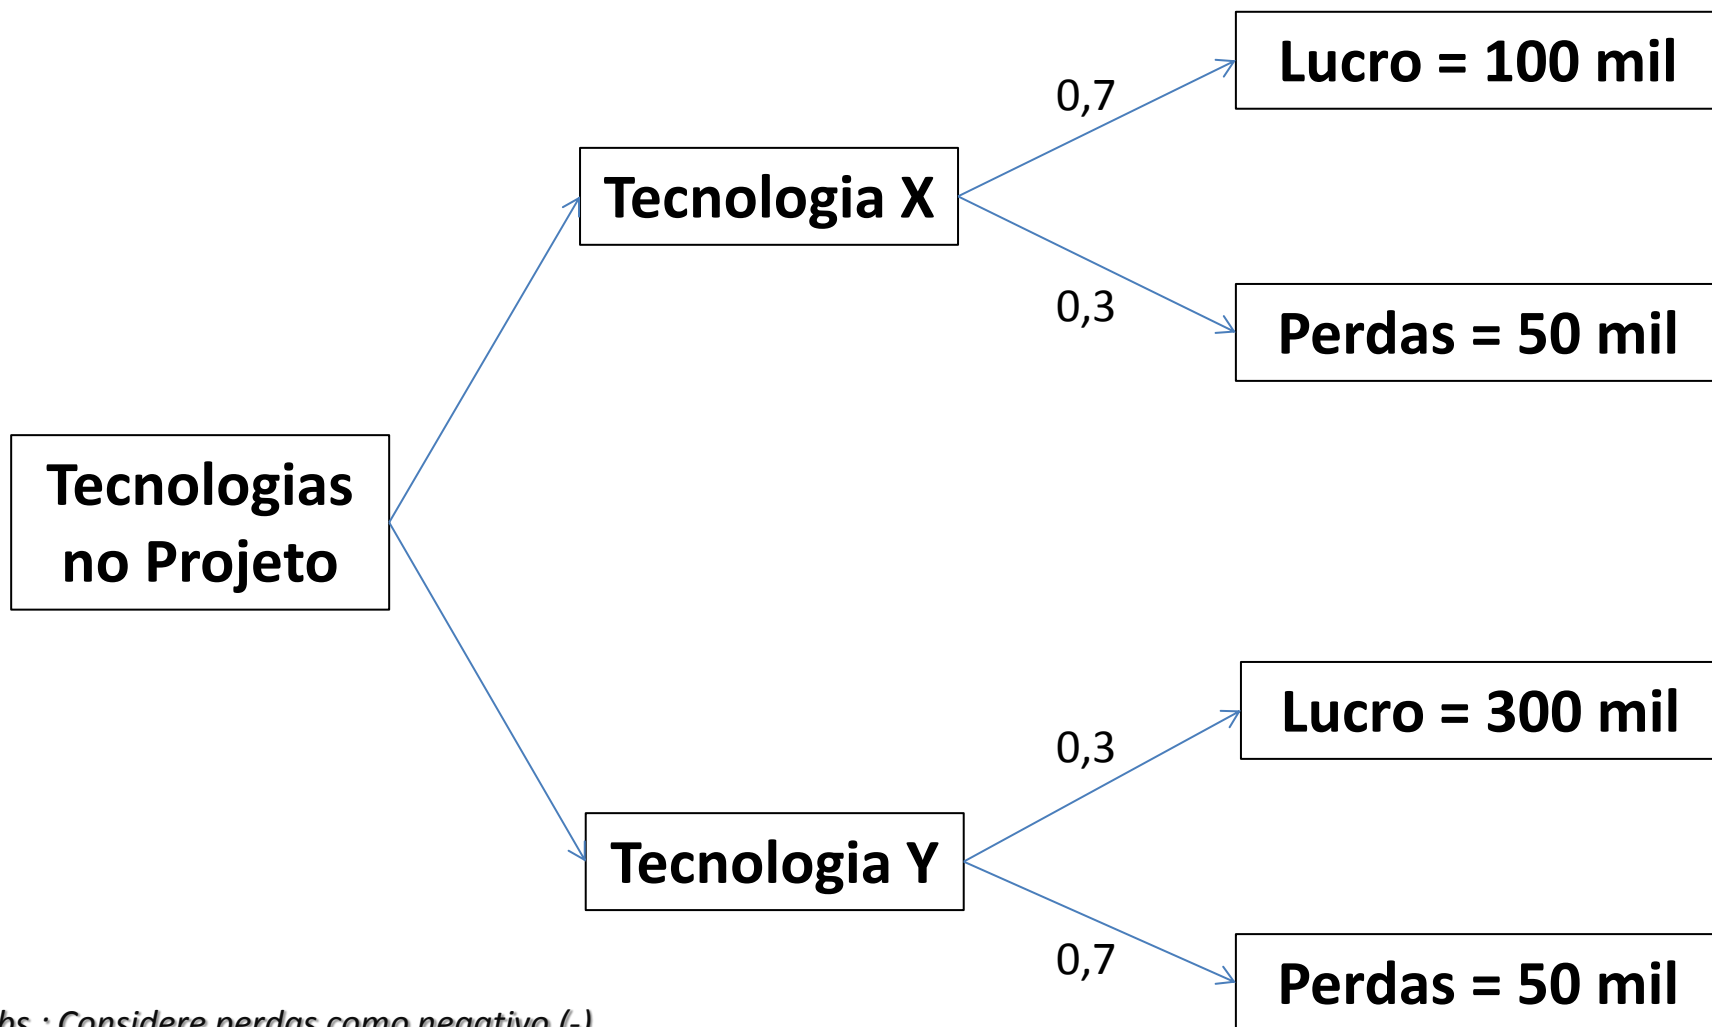 Lucro = 100 mil
0,7
Tecnologia X
0,3
Perdas = 50 mil
Tecnologias
no Projeto
Lucro = 300 mil
0,3
Tecnologia Y
0,7
Perdas = 50 mil
: Considere perdas como negativo (-)